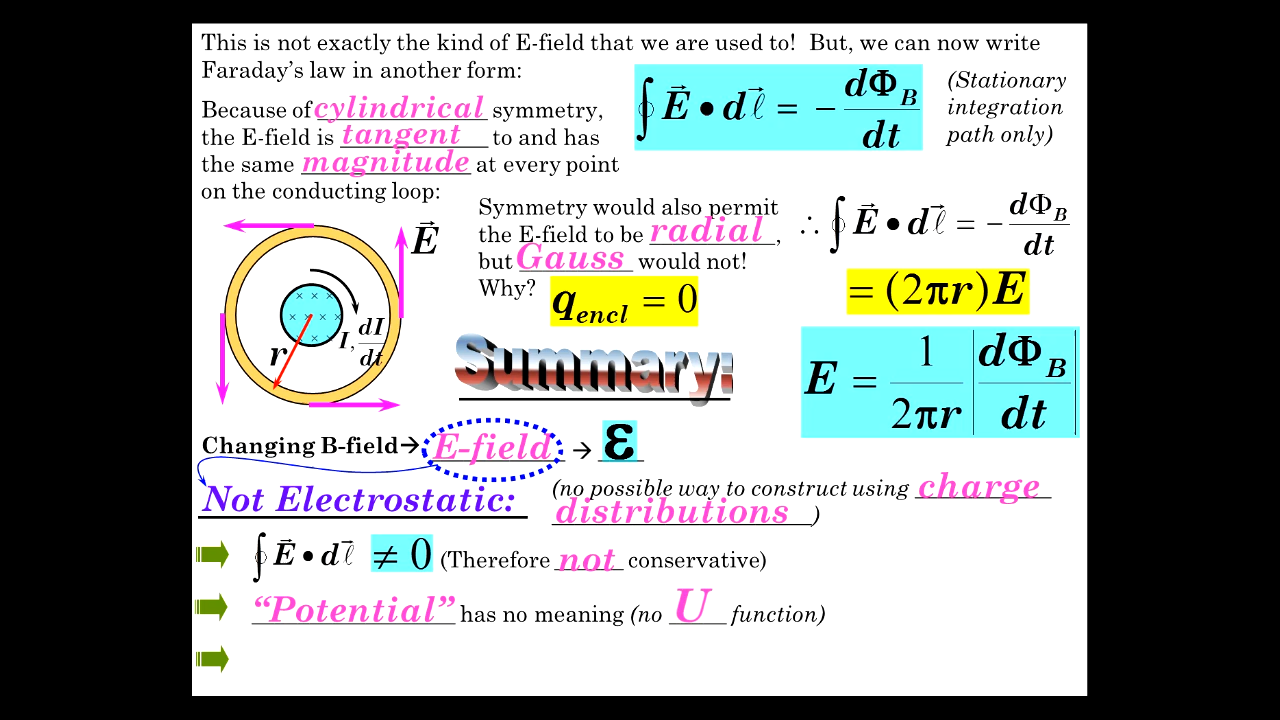 This is not exactly the kind of E-field that we are used to! But, we can now write
Faraday's law in another form:
∮ E⃗ • dℓ⃗ = − dΦ_B/dt
(Stationary
integration
path only)
Because of cylindrical symmetry,
the E-field is tangent to and has
the same magnitude at every point
on the conducting loop:
E⃗
r
I, dI/dt
Symmetry would also permit
the E-field to be radial,
but Gauss would not!
Why? q_encl = 0
∴ ∮ E⃗ • dℓ⃗ = − dΦ_B/dt
= (2πr)E
E = 1/2πr |dΦ_B/dt|
Summary:
Changing B-field→ E-field → ε
Not Electrostatic:
(no possible way to construct using charge
distributions)
∮ E⃗ • dℓ⃗ ≠ 0 (Therefore not conservative)
“Potential” has no meaning (no U function)